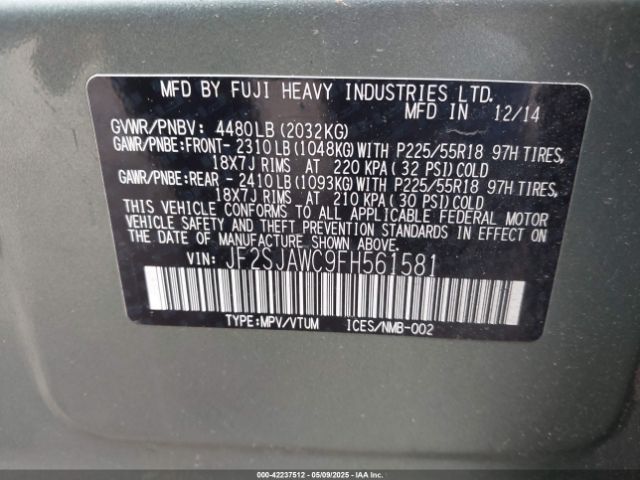 MFD BY FUJI HEAVY INDUSTRIES LTD.
MFD IN 12/14
GVWR/PNBV: 4480LB(2032KG)
GAWR/PNBE:FRONT- 2310LB(1048KG)WITH P225/55R18 97H TIRES,
18X7J RIMS AT 220 KPA(32 PSI)COLD
GAWR/PNBE:REAR - 2410LB(1093KG)WITH P225/55R18 97H TIRES,
18X7J RIMS AT 210 KPA(30 PSI)COLD
THIS VEHICLE CONFORMS TO ALL APPLICABLE FEDERAL MOTOR
VEHICLE SAFETY AND THEFT PREVENTION STANDARDS IN EFFECT
ON THE DATE OF MANUFACTURE SHOWN ABOVE.
VIN: JF2SJAWC9FH561581
TYPE:MPV/VTUM ICES/NMB-002
000-42237512 - 05/09/2025 - www.iaai.com